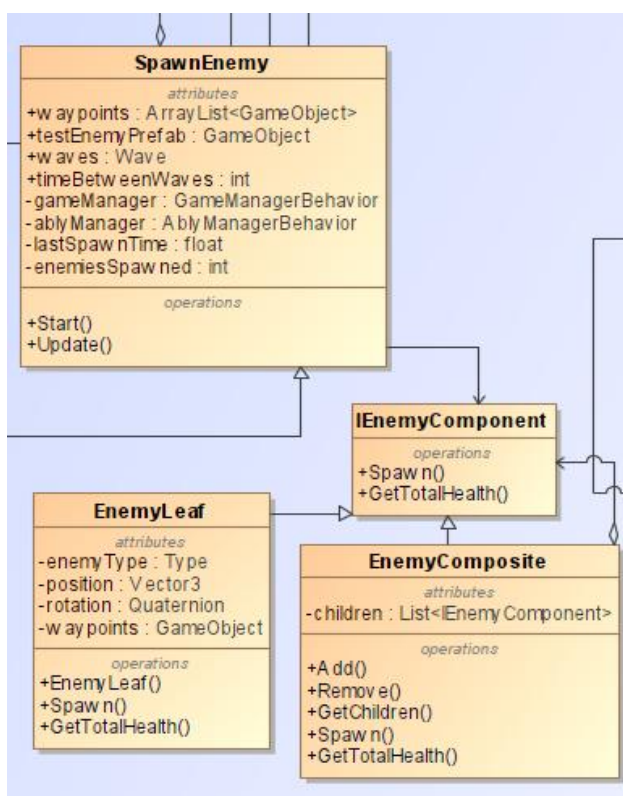 SpawnEnemy
attributes
+waypoints : ArrayList<GameObject>
+testEnemyPrefab : GameObject
+waves : Wave
+timeBetweenWaves : int
-gameManager : GameManagerBehavior
-ablyManager : AblyManagerBehavior
-lastSpawnTime : float
-enemiesSpawned : int
operations
+Start()
+Update()
IEnemyComponent
operations
+Spawn()
+GetTotalHealth()
EnemyLeaf
attributes
-enemyType : Type
-position : Vector3
-rotation : Quaternion
-waypoints : GameObject
operations
+EnemyLeaf()
+Spawn()
+GetTotalHealth()
EnemyComposite
attributes
-children : List<IEnemyComponent>
operations
+Add()
+Remove()
+GetChildren()
+Spawn()
+GetTotalHealth()